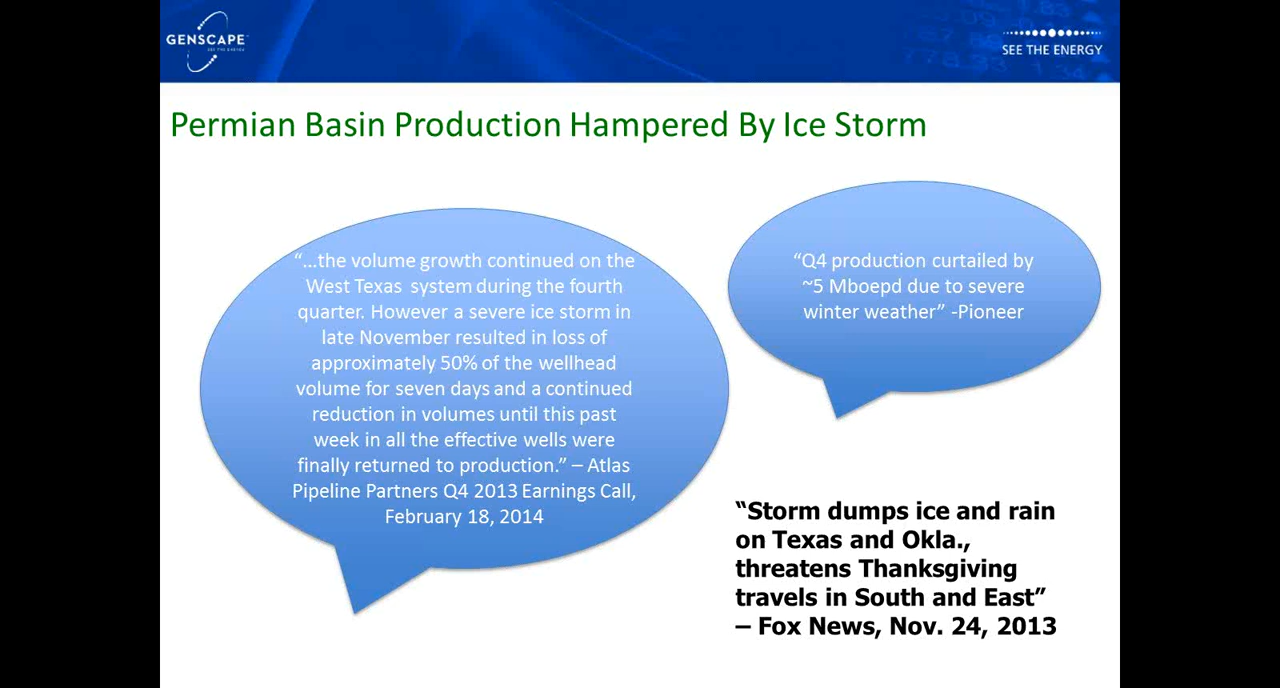 GENSCAPE
SEE THE ENERGY
SEE THE ENERGY
Permian Basin Production Hampered By Ice Storm
“…the volume growth continued on the
West Texas system during the fourth
quarter. However a severe ice storm in
late November resulted in loss of
approximately 50% of the wellhead
volume for seven days and a continued
reduction in volumes until this past
week in all the effective wells were
finally returned to production.” – Atlas
Pipeline Partners Q4 2013 Earnings Call,
February 18, 2014
“Q4 production curtailed by
~5 Mboepd due to severe
winter weather” -Pioneer
“Storm dumps ice and rain
on Texas and Okla.,
threatens Thanksgiving
travels in South and East”
– Fox News, Nov. 24, 2013